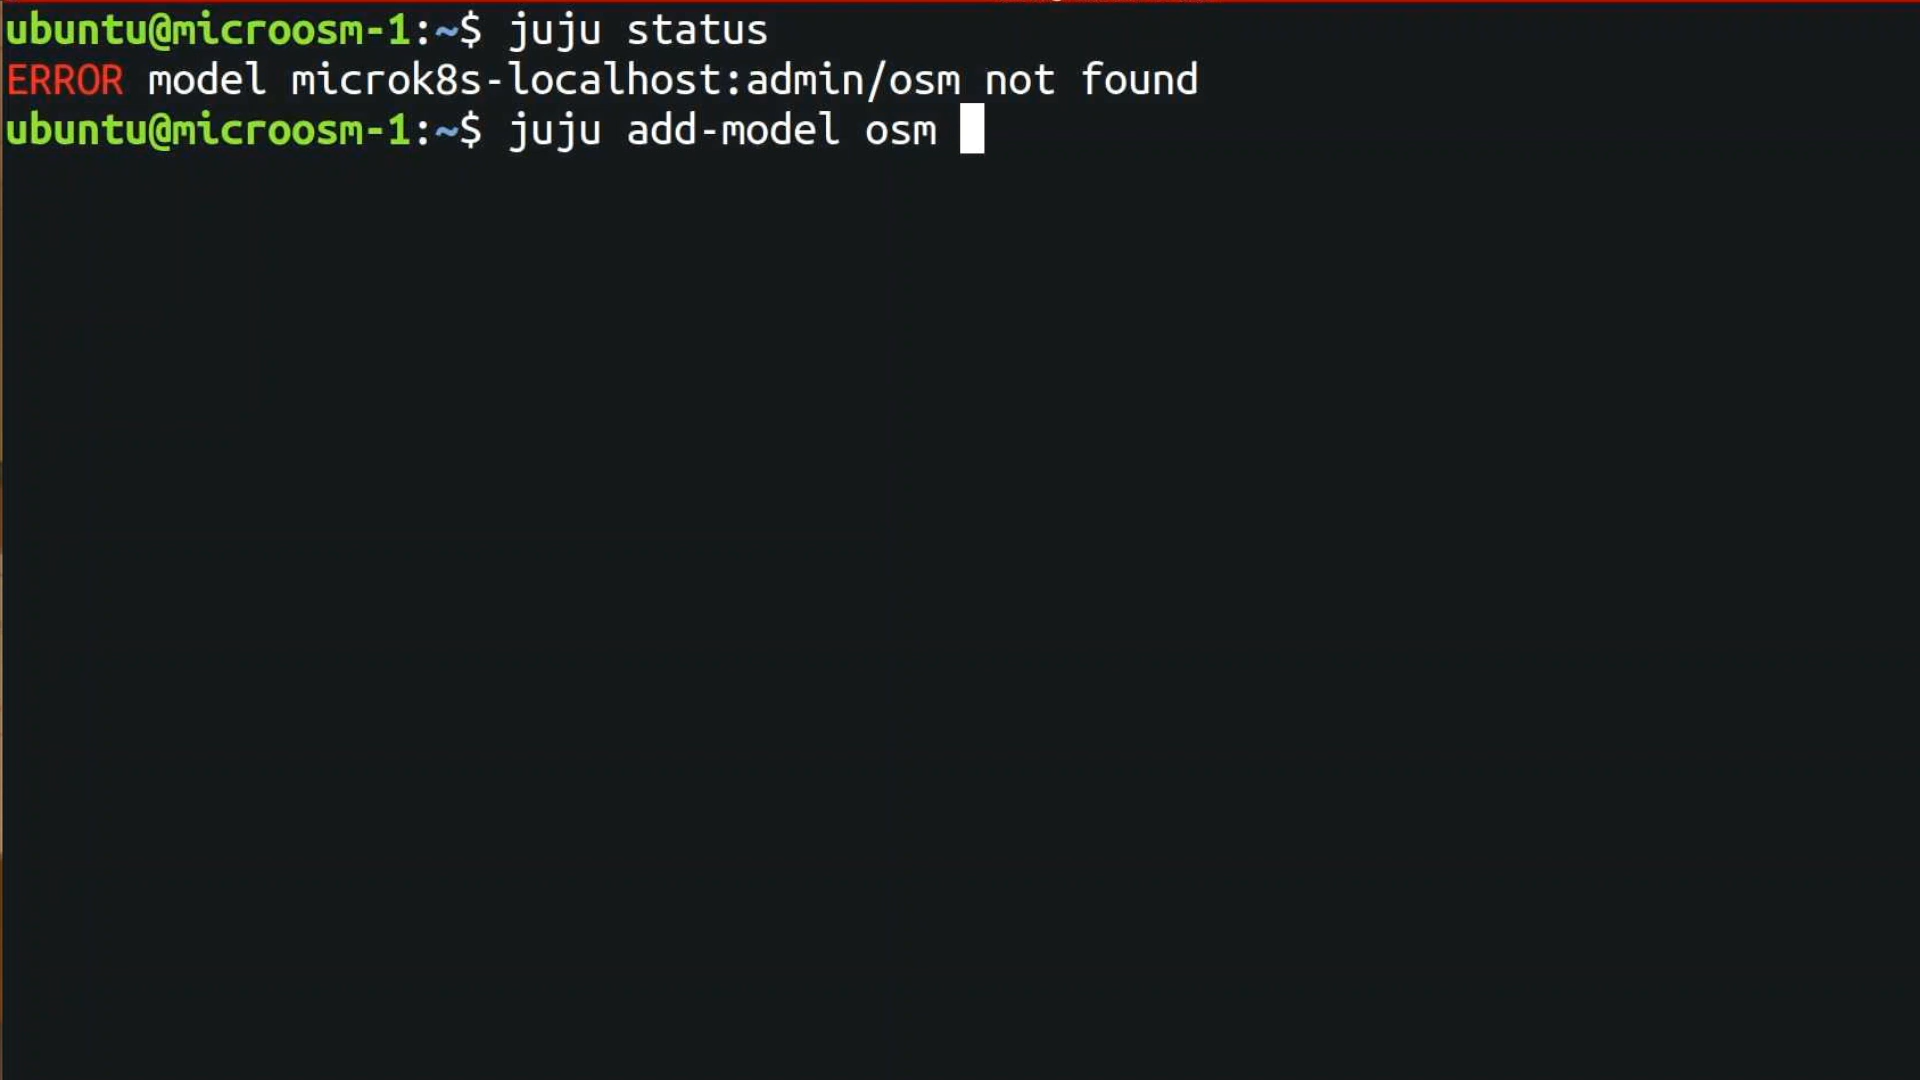 ubuntu@microosm-1:~$ juju status
ERROR model microk8s-localhost:admin/osm not found
ubuntu@microosm-1:~$ juju add-model osm